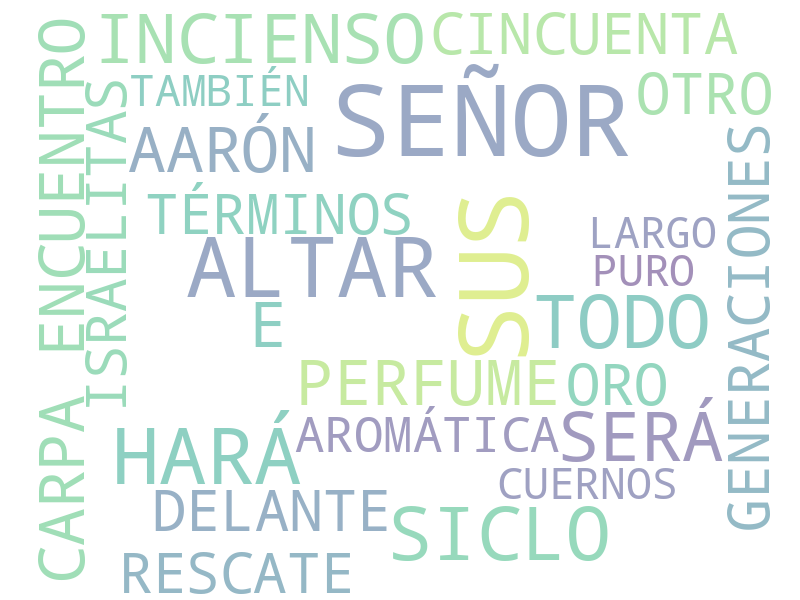 INCIENSO
CINCUENTA
TAMBIÉN
SEÑOR
OTRO
AARÓN
CARPA ENCUENTRO
ISRAELITAS
TÉRMINOS
SUS
LARGO
GENERACIONES
ALTAR
PURO
E
TODO
PERFUME
ORO
HARÁ
AROMÁTICA
SERÁ
CUERNOS
DELANTE
SICLO
RESCATE